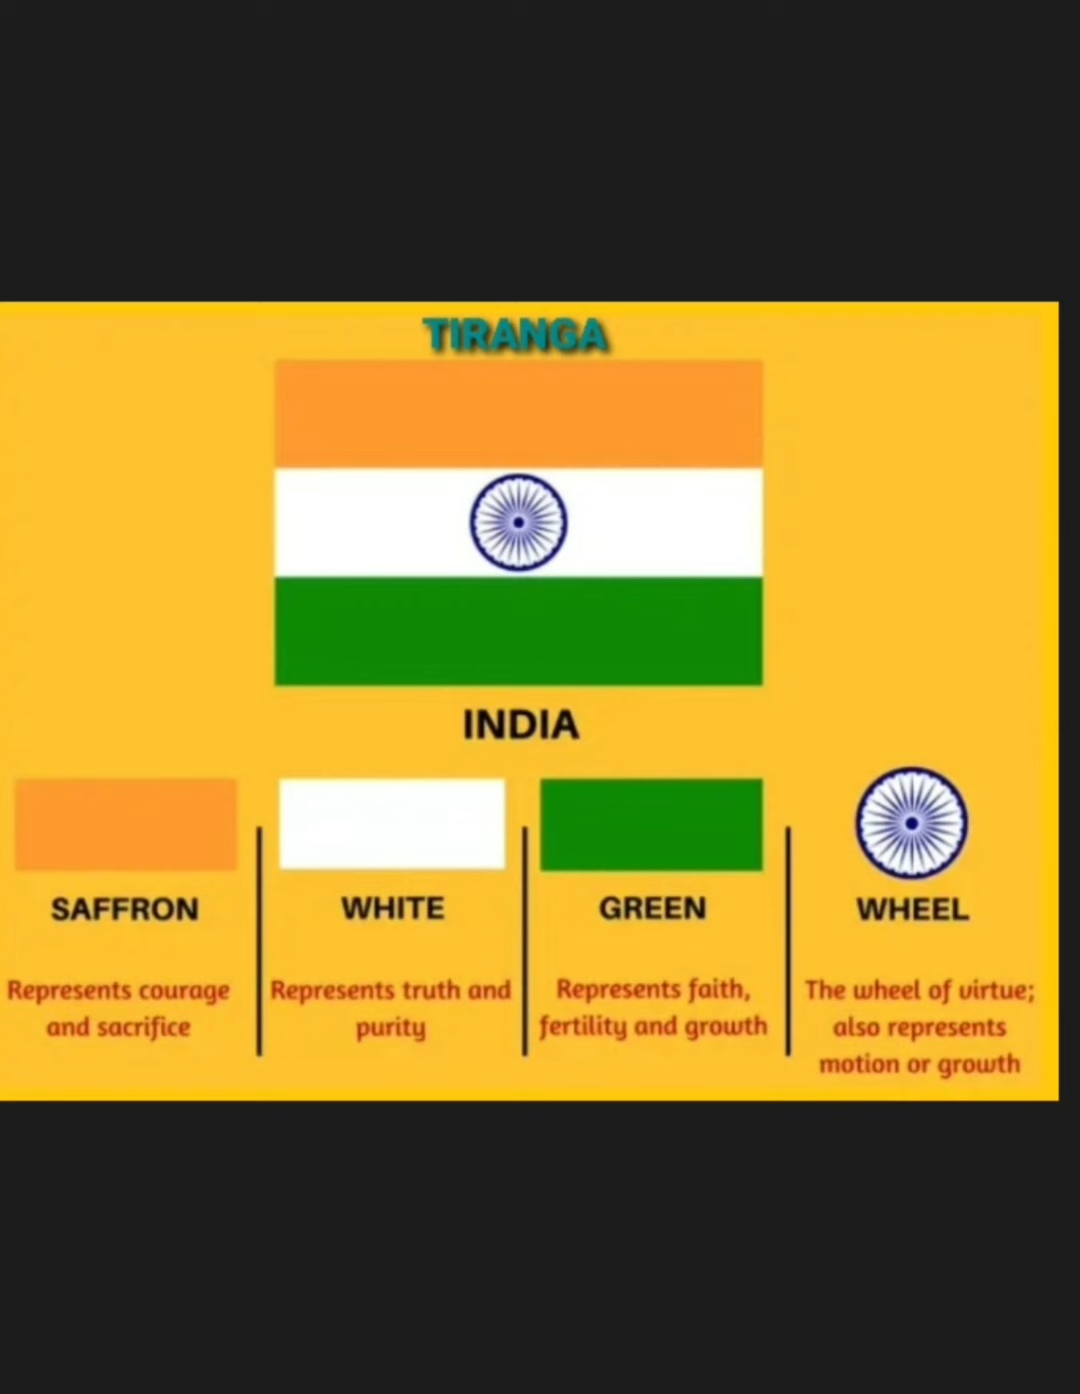 TIRANGA
INDIA
SAFFRON
Represents courage
and sacrifice
WHITE
Represents truth and
purity
GREEN
Represents faith,
fertility and growth
WHEEL
The wheel of virtue;
also represents
motion or growth